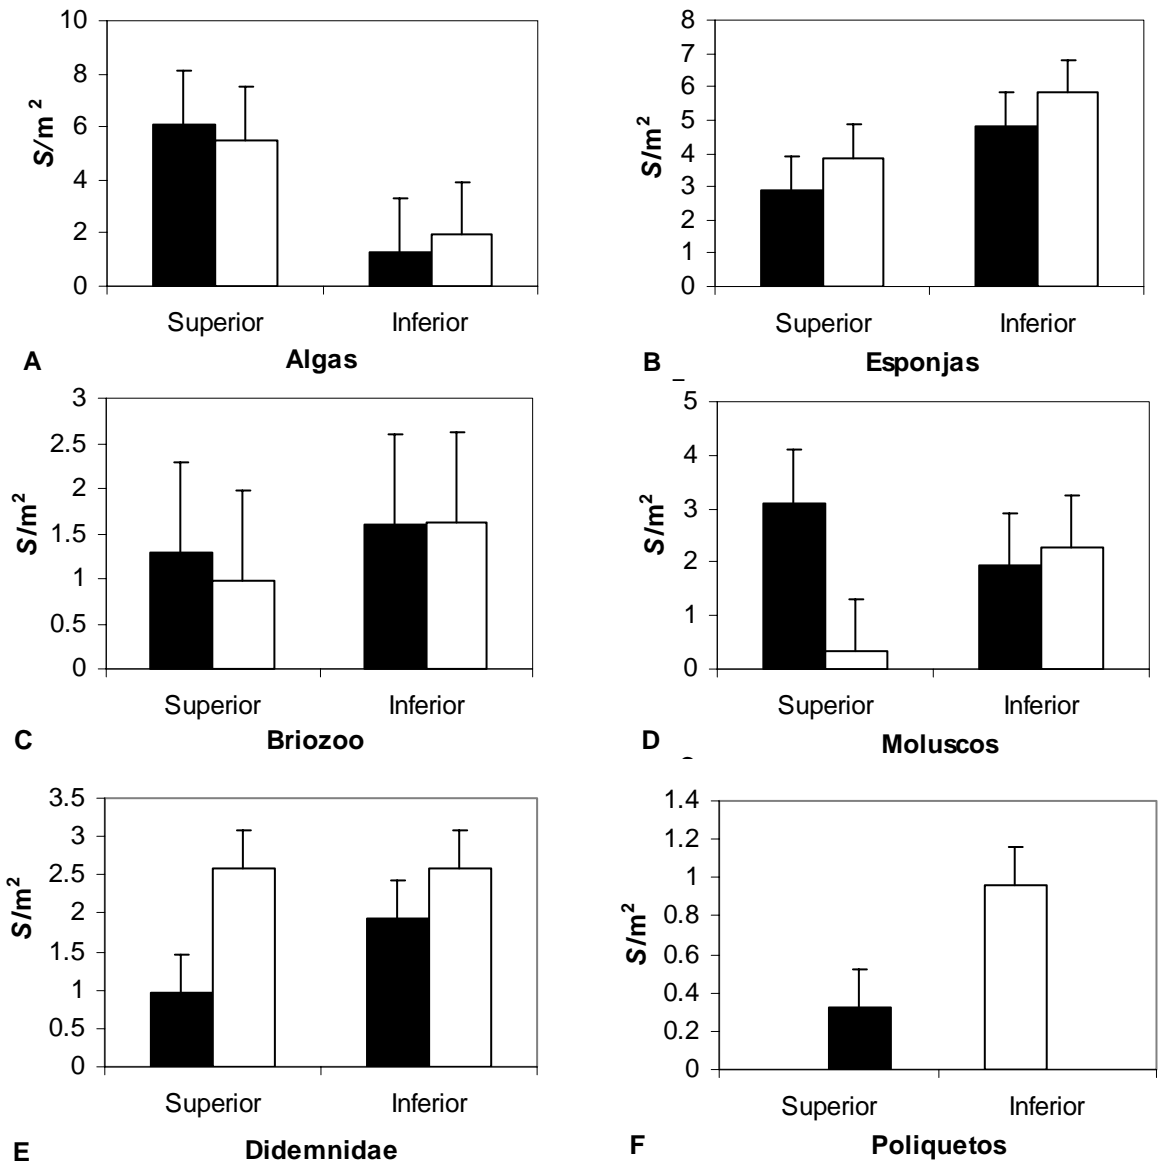 10
8
6
4
2
0
S/m²
Superior Inferior
A Algas
8
7
6
5
4
3
2
1
0
S/m²
Superior Inferior
B Esponjas
3
2.5
2
1.5
1
0.5
0
S/m²
Superior Inferior
C Briozoo
5
4
3
2
1
0
S/m²
Superior Inferior
D Moluscos
3.5
3
2.5
2
1.5
1
0.5
0
S/m²
Superior Inferior
E Didemnidae
1.4
1.2
1
0.8
0.6
0.4
0.2
0
S/m²
Superior Inferior
F Poliquetos